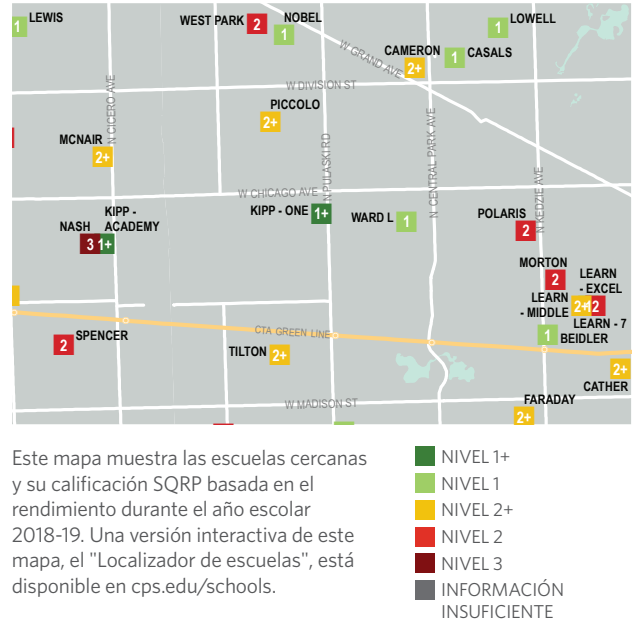 LEWIS
1
WEST PARK
2
NOBEL
1
LOWELL
1
CAMERON
2+
CASALS
1
W GRAND AVE
W DIVISION ST
PICCOLO
2+
N CICERO AVE
N PULASKI RD
N CENTRAL PARK AVE
N KEDZIE AVE
MCNAIR
2+
W CHICAGO AVE
KIPP -
ACADEMY
1+
NASH
3
KIPP - ONE
1+
WARD L
1
POLARIS
2
MORTON
2
LEARN
- EXCEL
LEARN
- MIDDLE
2+
2
LEARN - 7
BEIDLER
1
SPENCER
2
CTA GREEN LINE
TILTON
2+
2+
CATHER
W MADISON ST
FARADAY
2+
Este mapa muestra las escuelas cercanas
y su calificación SQRP basada en el
rendimiento durante el año escolar
2018-19. Una versión interactiva de este
mapa, el "Localizador de escuelas", está
disponible en cps.edu/schools.
NIVEL 1+
NIVEL 1
NIVEL 2+
NIVEL 2
NIVEL 3
INFORMACIÓN
INSUFICIENTE